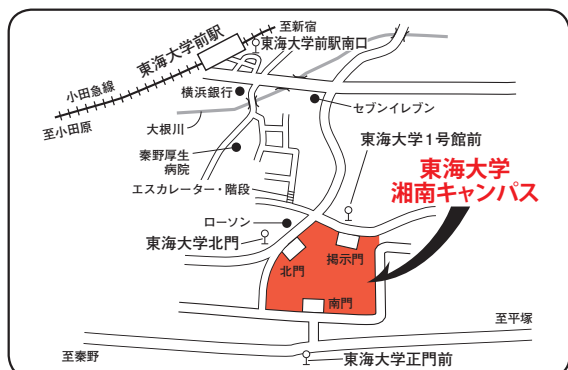 至新宿
東海大学前駅
東海大学前駅南口
小田急線
至小田原
横浜銀行
セブンイレブン
大根川
東海大学1号館前
秦野厚生
病院
東海大学
湘南キャンパス
エスカレーター・階段
ローソン
東海大学北門
北門
掲示門
南門
至平塚
至秦野
東海大学正門前